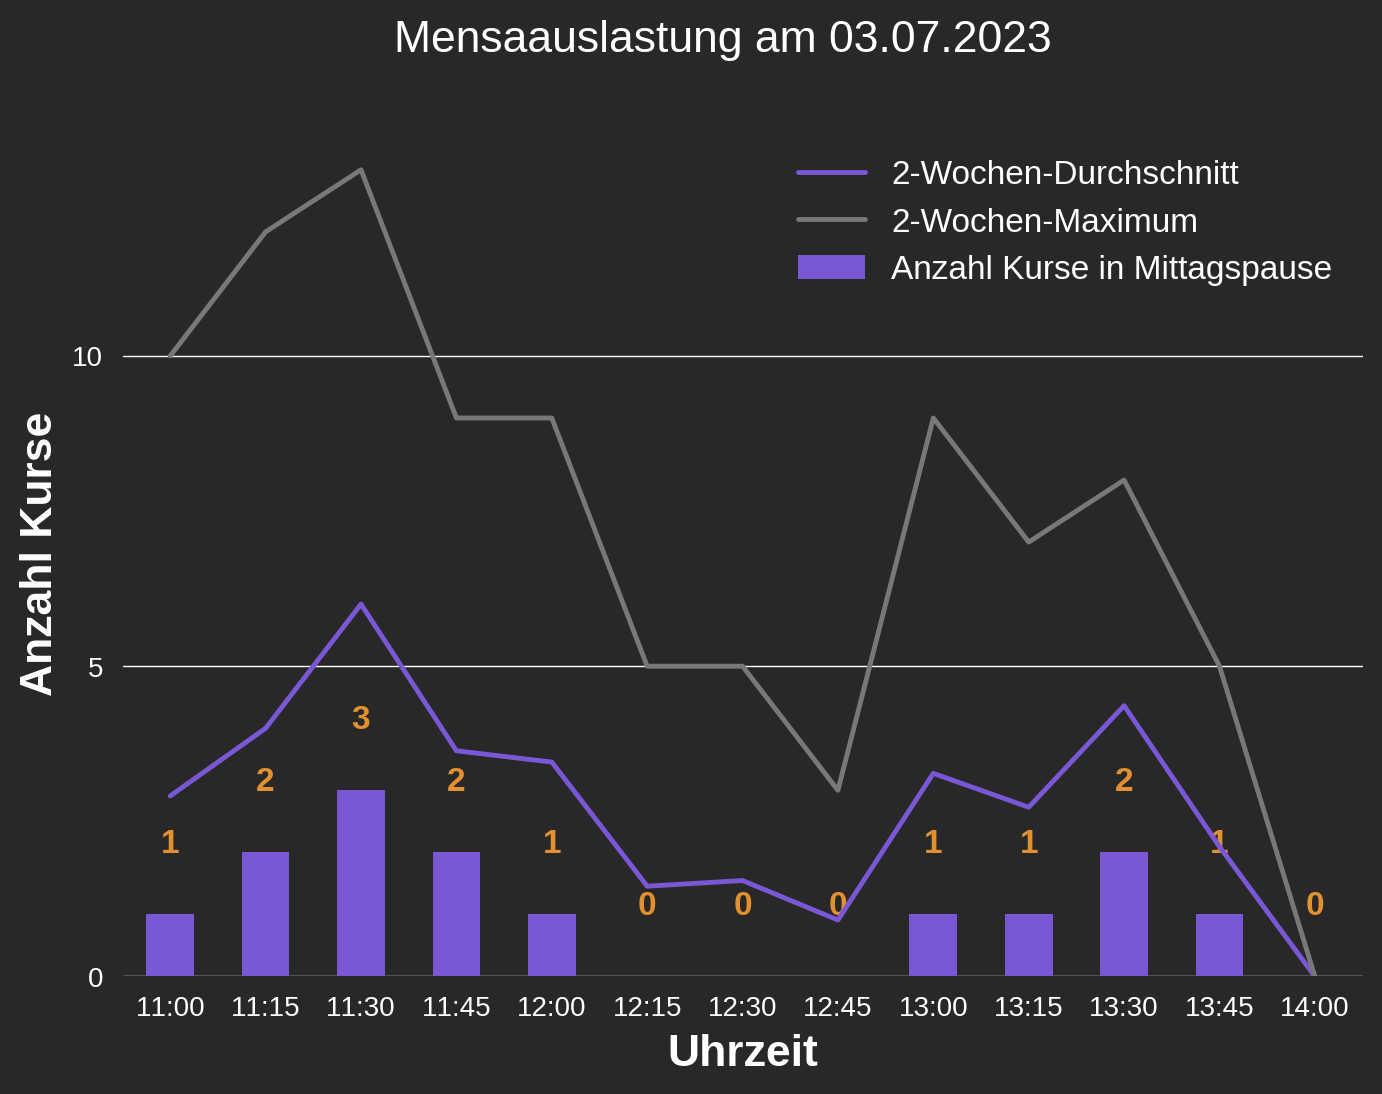 Mensaauslastung am 03.07.2023
2-Wochen-Durchschnitt
2-Wochen-Maximum
Anzahl Kurse in Mittagspause
Anzahl Kurse
10
5
0
1
2
3
2
1
0
0
0
1
1
2
1
0
11:00 11:15 11:30 11:45 12:00 12:15 12:30 12:45 13:00 13:15 13:30 13:45 14:00
Uhrzeit